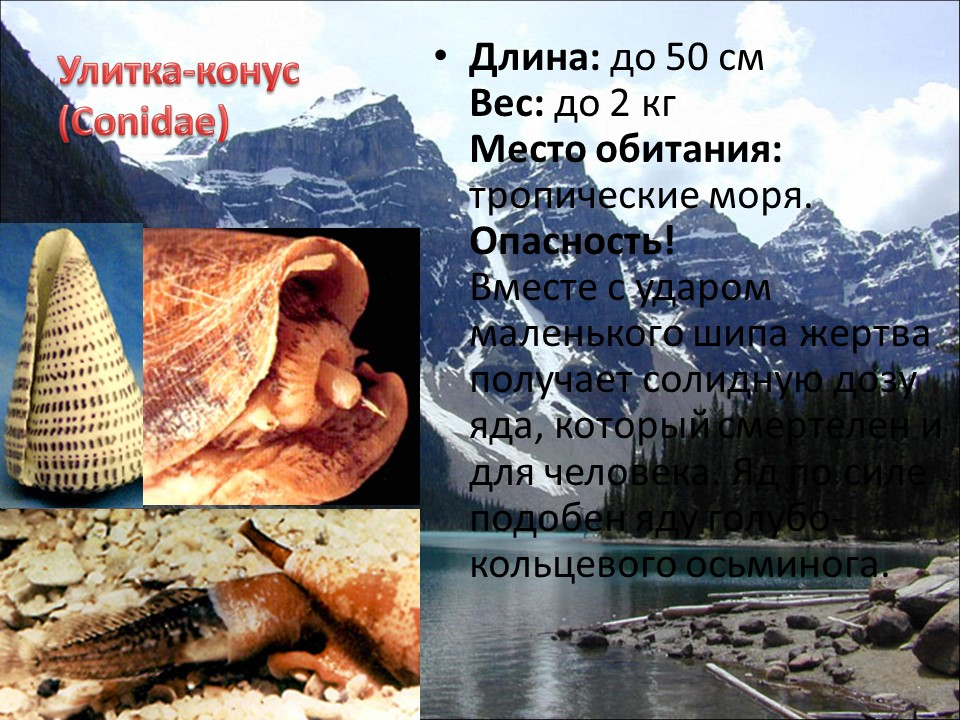 Улитка-конус
(Conidae)
• Длина: до 50 см
Вес: до 2 кг
Место обитания:
тропические моря.
Опасность!
Вместе с ударом
маленького шипа жертва
получает солидную дозу
яда, который смертелен и
для человека. Яд по силе
подобен яду голубо-
кольцевого осьминога.